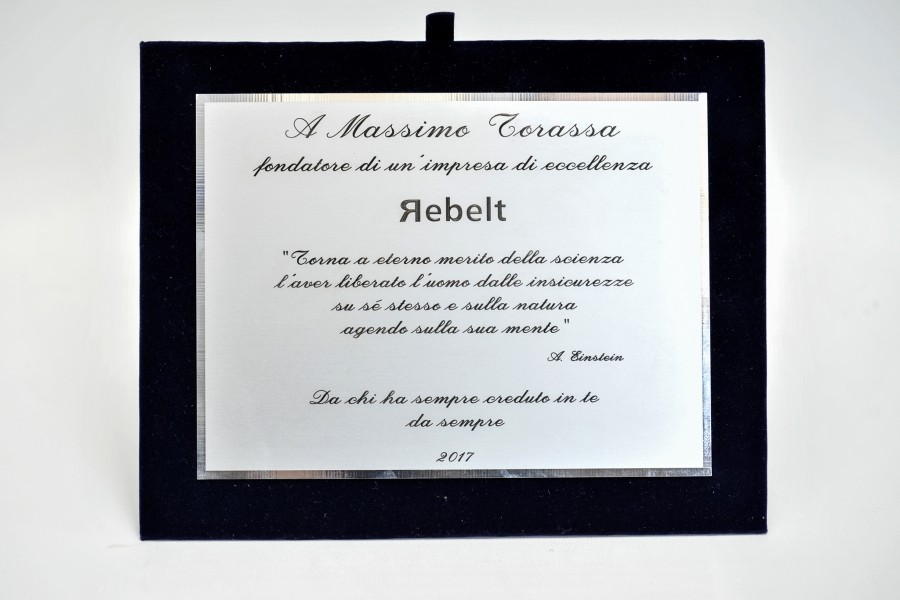 A Massimo Torassa
fondatore di un'impresa di eccellenza
Яebelt
"Torna a eterno merito della scienza
l'aver liberato l'uomo dalle insicurezze
su sé stesso e sulla natura
agendo sulla sua mente"
A. Einstein
Da chi ha sempre creduto in te
da sempre
2017